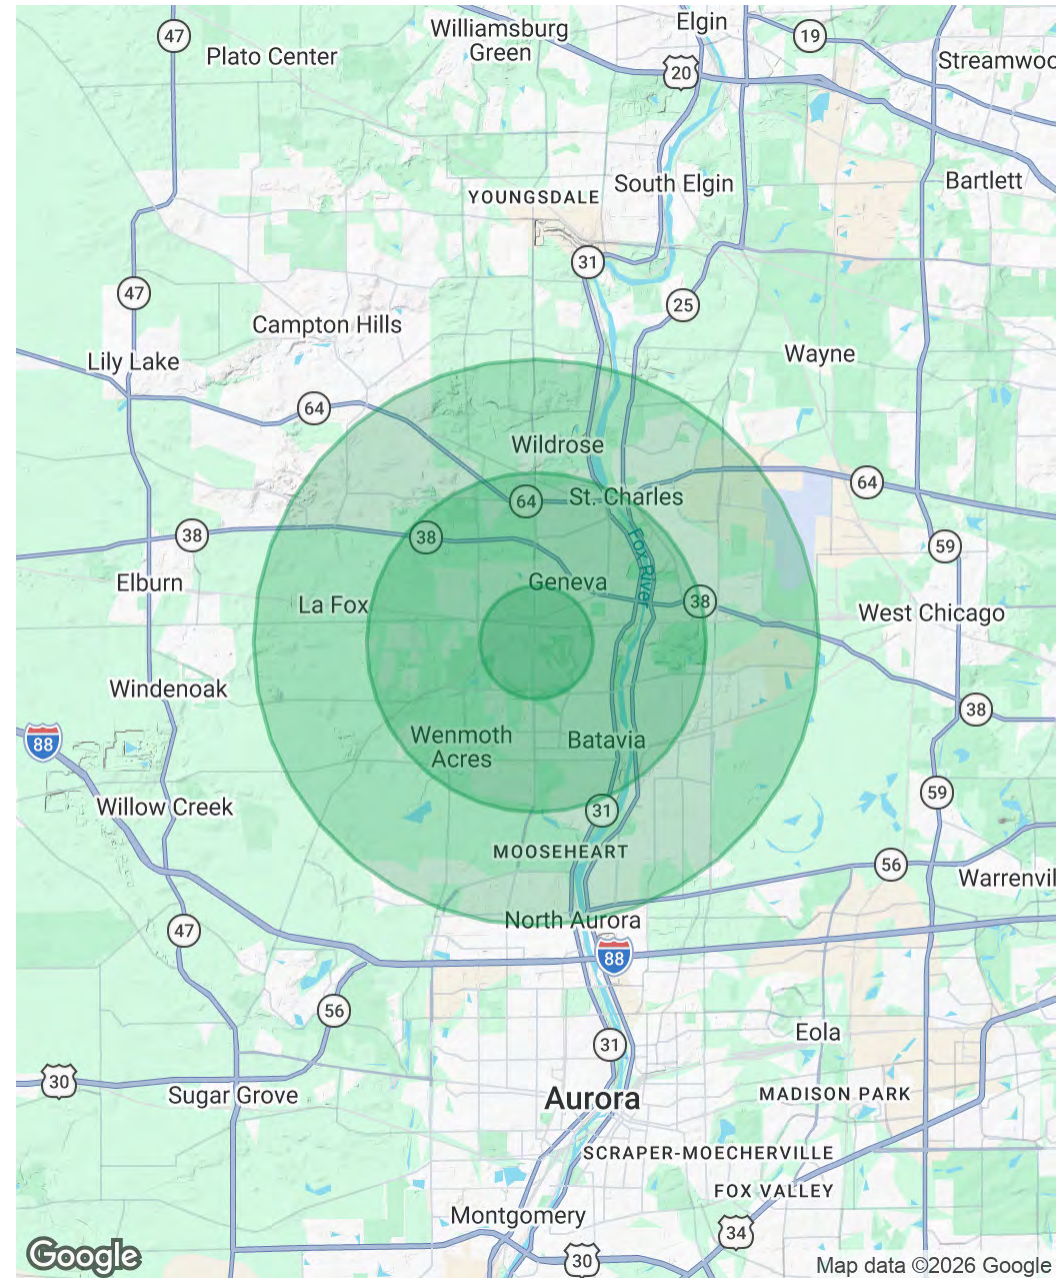 47
Plato Center
Williamsburg
Green
Elgin
19
20
Streamwoo
YOUNGSDALE
South Elgin
Bartlett
31
47
25
Campton Hills
Lily Lake
Wayne
64
Wildrose
64
St. Charles
64
38
38
59
Fox River
Elburn
Geneva
La Fox
38
West Chicago
Windenoak
38
88
Wenmoth
Acres
Batavia
Willow Creek
31
59
MOOSEHEART
56
Warrenvil
North Aurora
47
88
56
31
Eola
30
Sugar Grove
Aurora
MADISON PARK
SCRAPER-MOECHERVILLE
FOX VALLEY
Montgomery
34
30
Google
Map data ©2026 Google